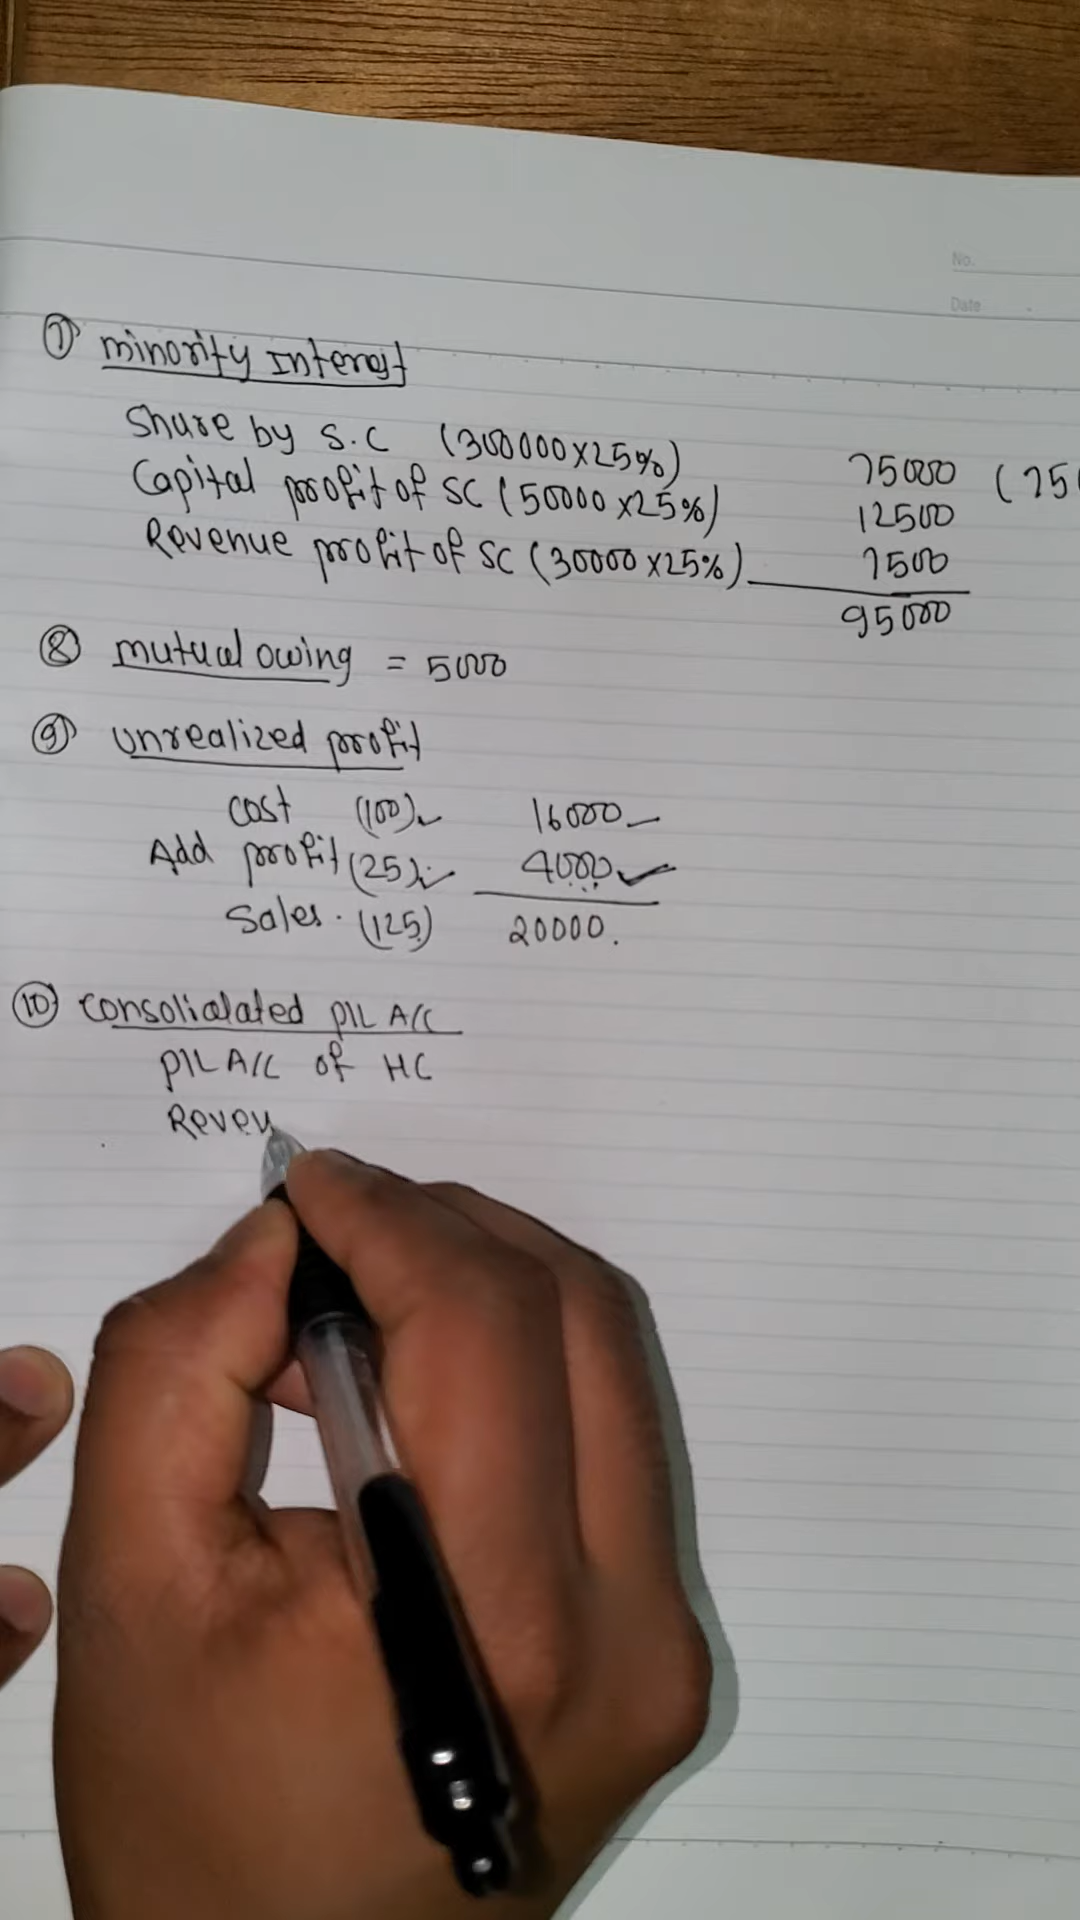 No.
Date
⑦ minority Interest
Share by S.C (300000×25%) 75000 (75
Capital profit of SC (50000×25%) 12500
Revenue profit of SC (30000×25%) 7500
95000
⑧ mutual owing = 5000
⑨ unrealized profit
Cost (100) 16000
Add profit (25) 4000
Sales. (125) 20000.
⑩ Consolidated P/L A/C
P/L A/C of HC
Reven